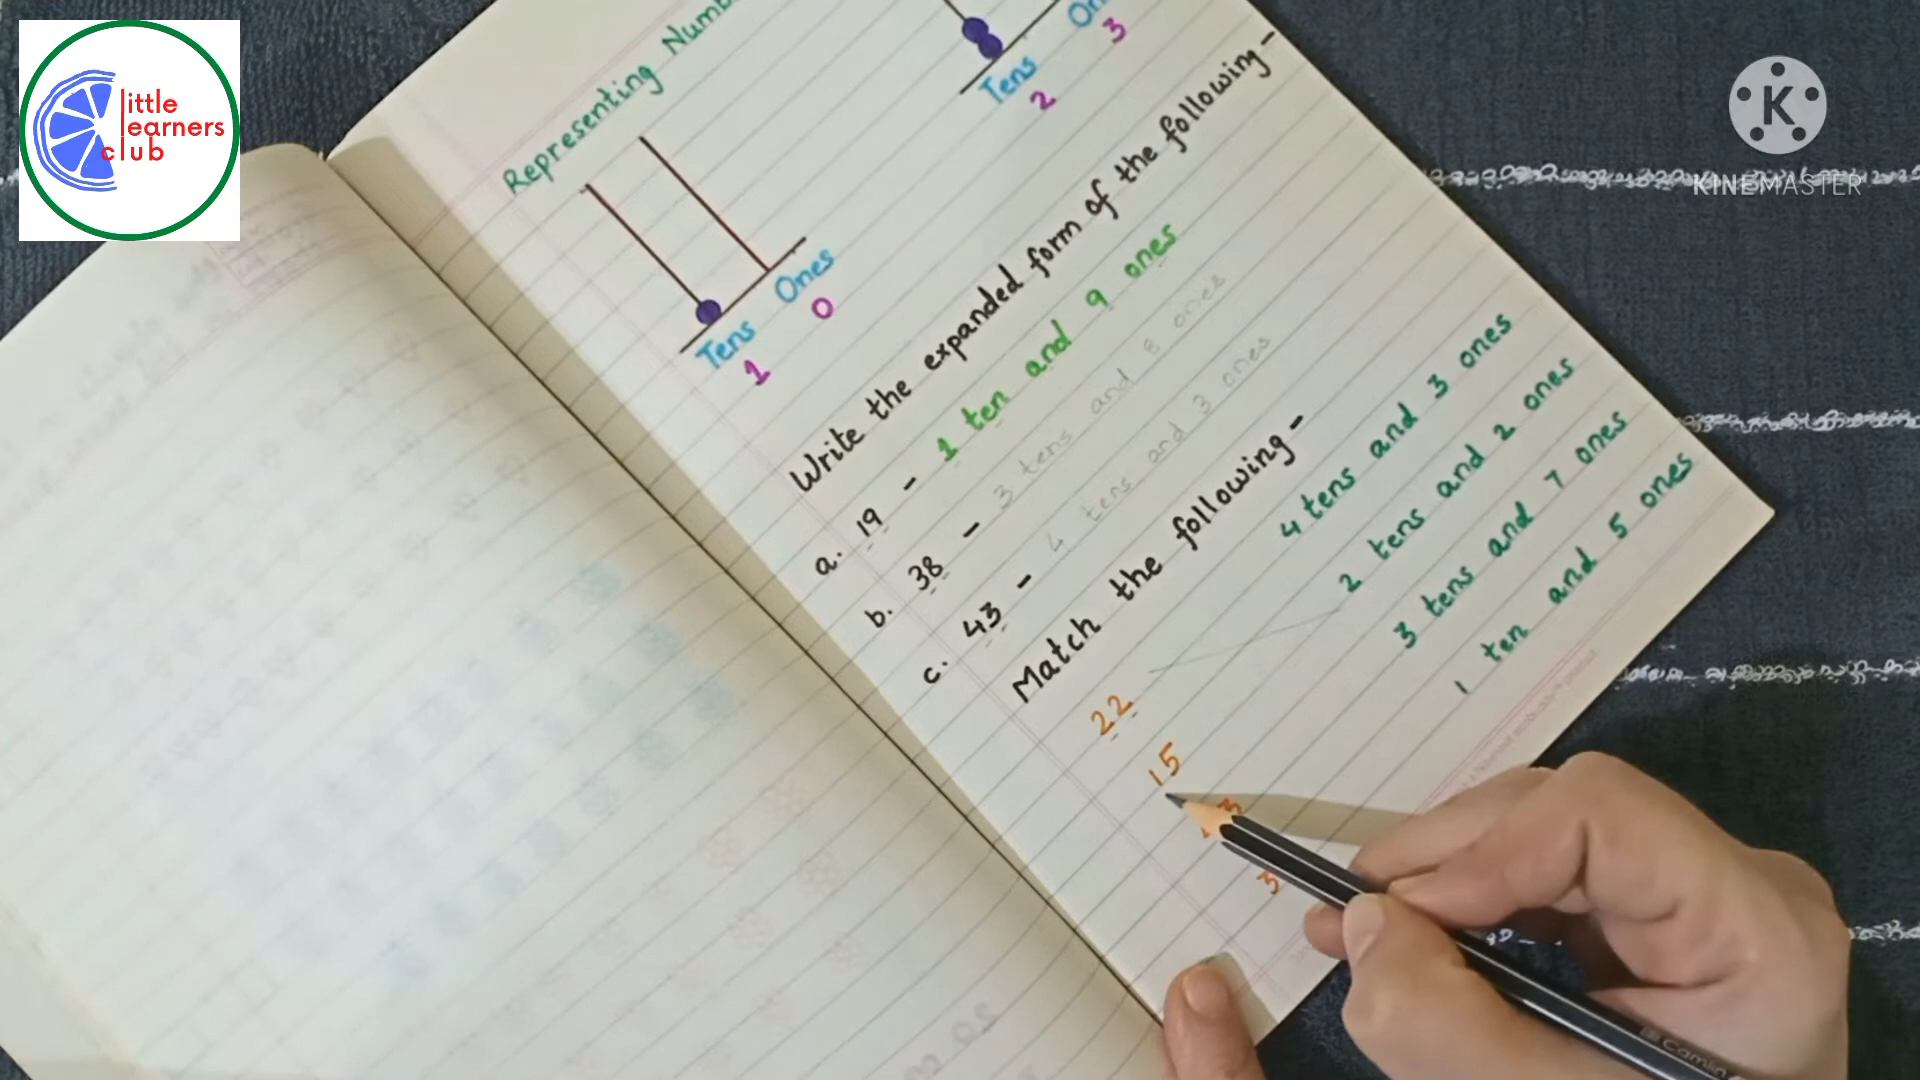 little
learners
club
KINEMASTER
Representing
Tens Ones
1 0
Tens
2 3
Write the expanded form of the following -
a. 19 - 1 ten and 9 ones
b. 38 - 3 tens and 8 ones
c. 43 - 4 tens and 3 ones
Match the following -
22 4 tens and 3 ones
15 2 tens and 2 ones
3 3 tens and 7 ones
3 1 ten and 5 ones